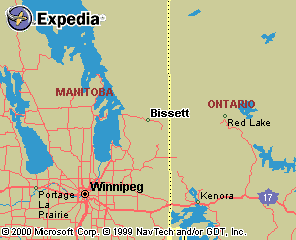 Expedia
MANITOBA
ONTARIO
Bissett
Red Lake
Winnipeg
Portage
La
Prairie
Kenora
17
© 2000 Microsoft Corp. © 1999 NavTech and/or GDT, Inc.